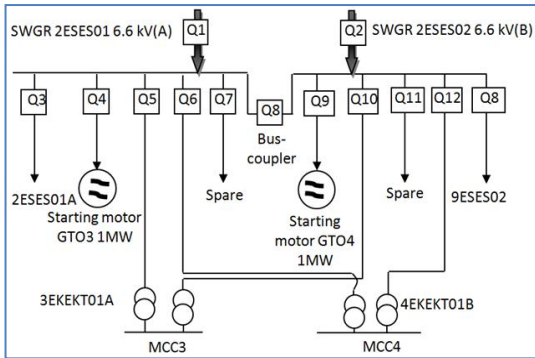 SWGR 2ESES01 6.6 kV(A)
Q1
Q2
SWGR 2ESES02 6.6 kV(B)
Q3
Q4
Q5
Q6
Q7
Q8
Bus-
coupler
Q9
Q10
Q11
Q12
Q8
2ESES01A
Starting motor
GTO3 1MW
Spare
Starting
motor GTO4
1MW
Spare
9ESES02
3EKEKT01A
4EKEKT01B
MCC3
MCC4